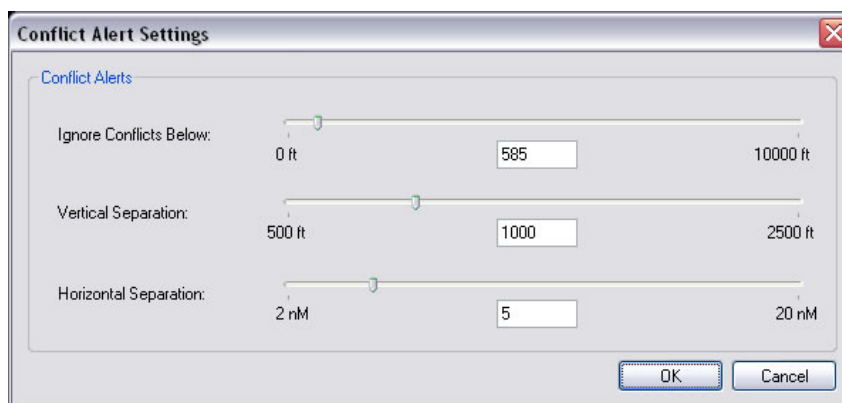 Conflict Alert Settings
Conflict Alerts
Ignore Conflicts Below:
0 ft 585 10000 ft
Vertical Separation:
500 ft 1000 2500 ft
Horizontal Separation:
2 nM 5 20 nM
OK Cancel